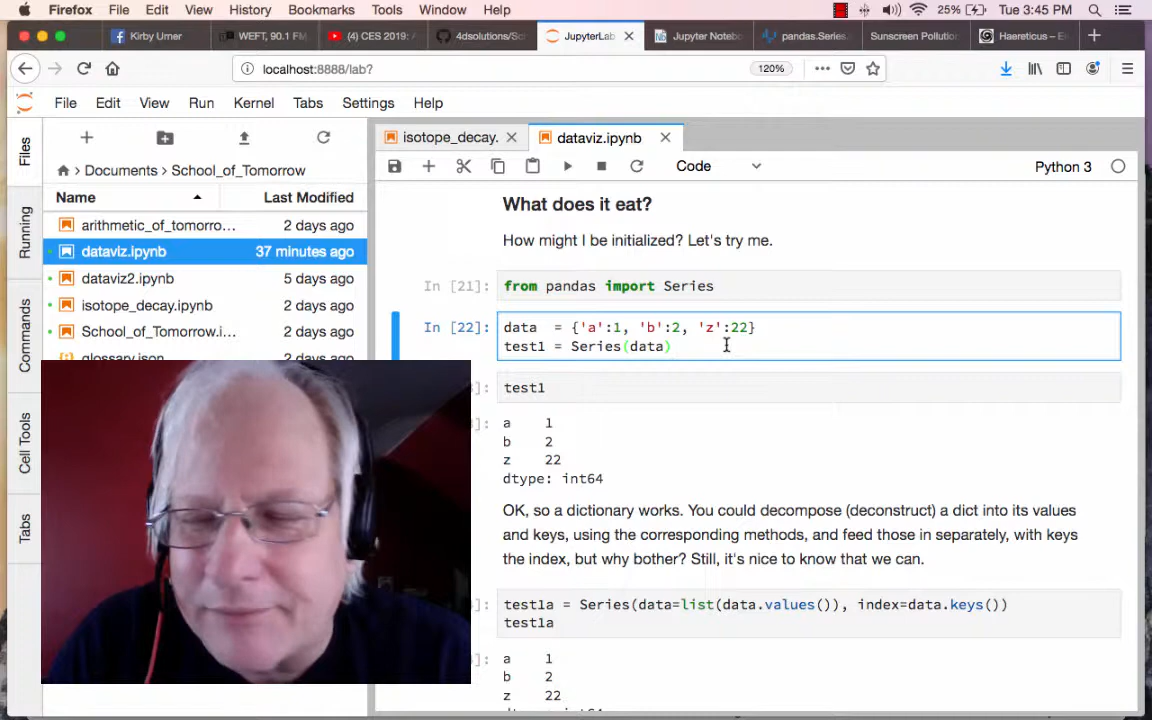 Firefox File Edit View History Bookmarks Tools Window Help 25% Tue 3:45 PM
Kirby Urner WEFT, 90.1 FM (4) CES 2019: 4dsolutions/Sc JupyterLab Jupyter Noteb pandas.Series. Sunscreen Pollutio Haereticus – E
localhost:8888/lab? 120%
File Edit View Run Kernel Tabs Settings Help
Files
Running
Commands
Cell Tools
Tabs
Documents School_of_Tomorrow
Name Last Modified
arithmetic_of_tomorro... 2 days ago
dataviz.ipynb 37 minutes ago
dataviz2.ipynb 5 days ago
isotope_decay.ipynb 2 days ago
School_of_Tomorrow.i... 2 days ago
glossary.json
isotope_decay. dataviz.ipynb
Code Python 3
What does it eat?
How might I be initialized? Let's try me.
In [21]: from pandas import Series
In [22]: data = {'a':1, 'b':2, 'z':22}
test1 = Series(data)
test1
a 1
b 2
z 22
dtype: int64
OK, so a dictionary works. You could decompose (deconstruct) a dict into its values
and keys, using the corresponding methods, and feed those in separately, with keys
the index, but why bother? Still, it's nice to know that we can.
test1a = Series(data=list(data.values()), index=data.keys())
test1a
a 1
b 2
z 22